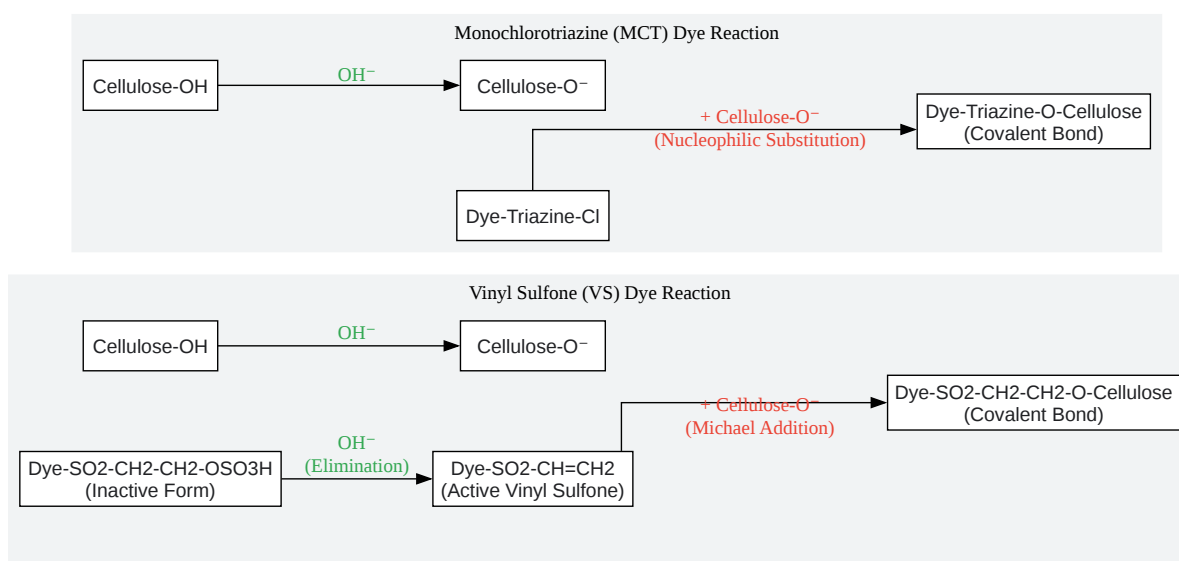 Monochlorotriazine (MCT) Dye Reaction
Cellulose-OH
OH⁻
Cellulose-O⁻
+ Cellulose-O⁻
(Nucleophilic Substitution)
Dye-Triazine-O-Cellulose
(Covalent Bond)
Dye-Triazine-Cl
Vinyl Sulfone (VS) Dye Reaction
Cellulose-OH
OH⁻
Cellulose-O⁻
+ Cellulose-O⁻
(Michael Addition)
Dye-SO2-CH2-CH2-O-Cellulose
(Covalent Bond)
Dye-SO2-CH2-CH2-OSO3H
(Inactive Form)
OH⁻
(Elimination)
Dye-SO2-CH=CH2
(Active Vinyl Sulfone)